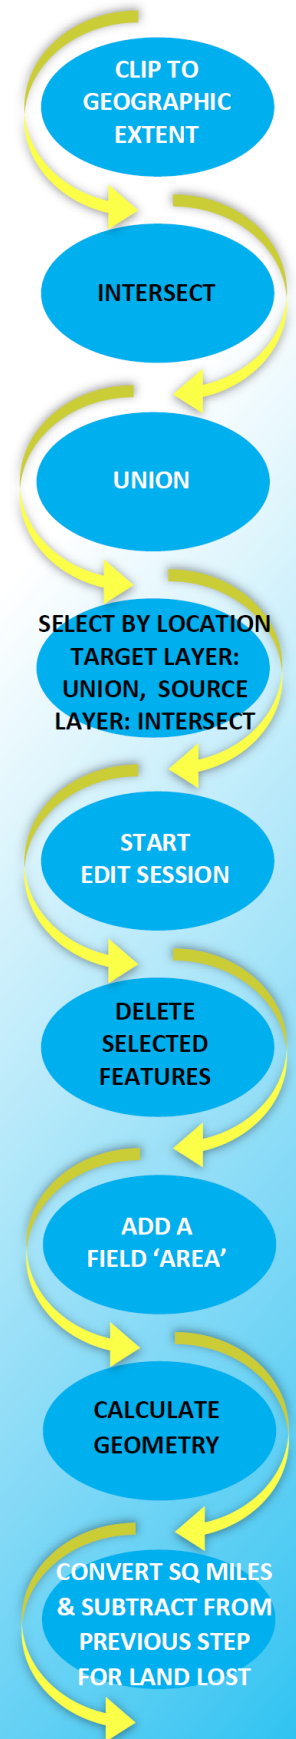 CLIP TO
GEOGRAPHIC
EXTENT
INTERSECT
UNION
SELECT BY LOCATION
TARGET LAYER:
UNION, SOURCE
LAYER: INTERSECT
START
EDIT SESSION
DELETE
SELECTED
FEATURES
ADD A
FIELD ‘AREA’
CALCULATE
GEOMETRY
CONVERT SQ MILES
& SUBTRACT FROM
PREVIOUS STEP
FOR LAND LOST